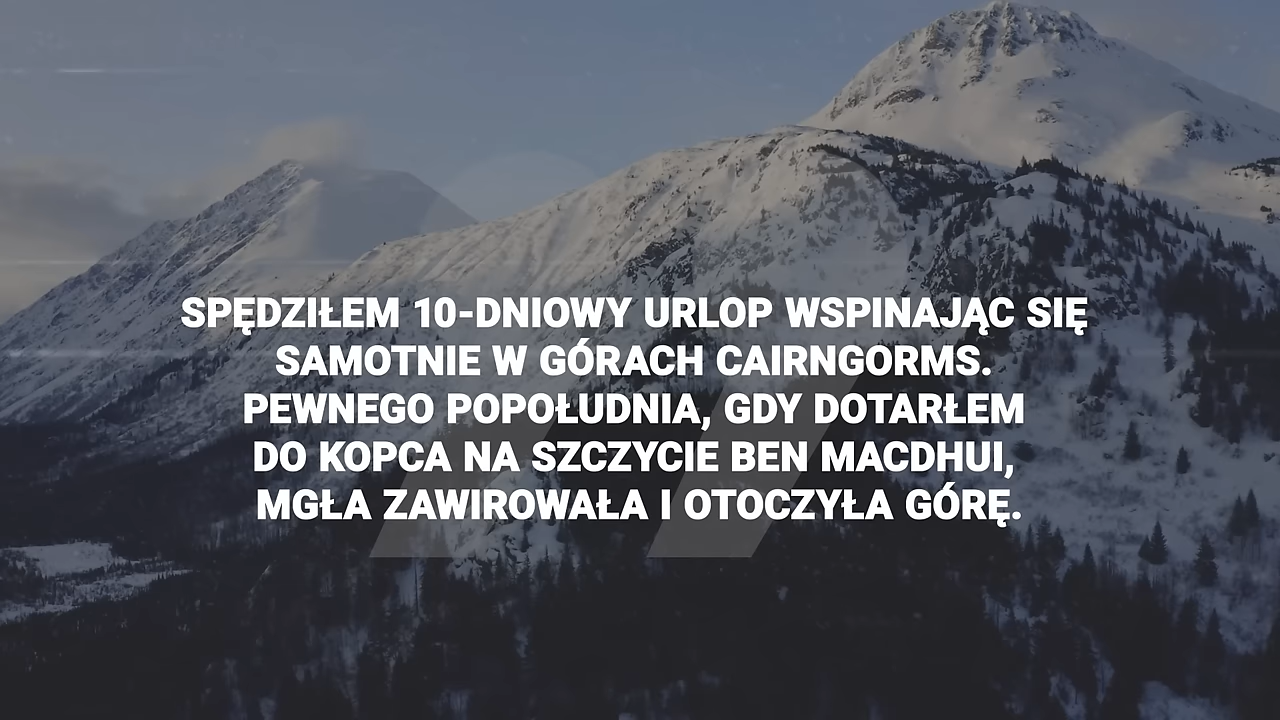 SPĘDZIŁEM 10-DNIOWY URLOP WSPINAJĄC SIĘ
SAMOTNIE W GÓRACH CAIRNGORMS.
PEWNEGO POPOŁUDNIA, GDY DOTARŁEM
DO KOPCA NA SZCZYCIE BEN MACDHUI,
MGŁA ZAWIROWAŁA I OTOCZYŁA GÓRĘ.